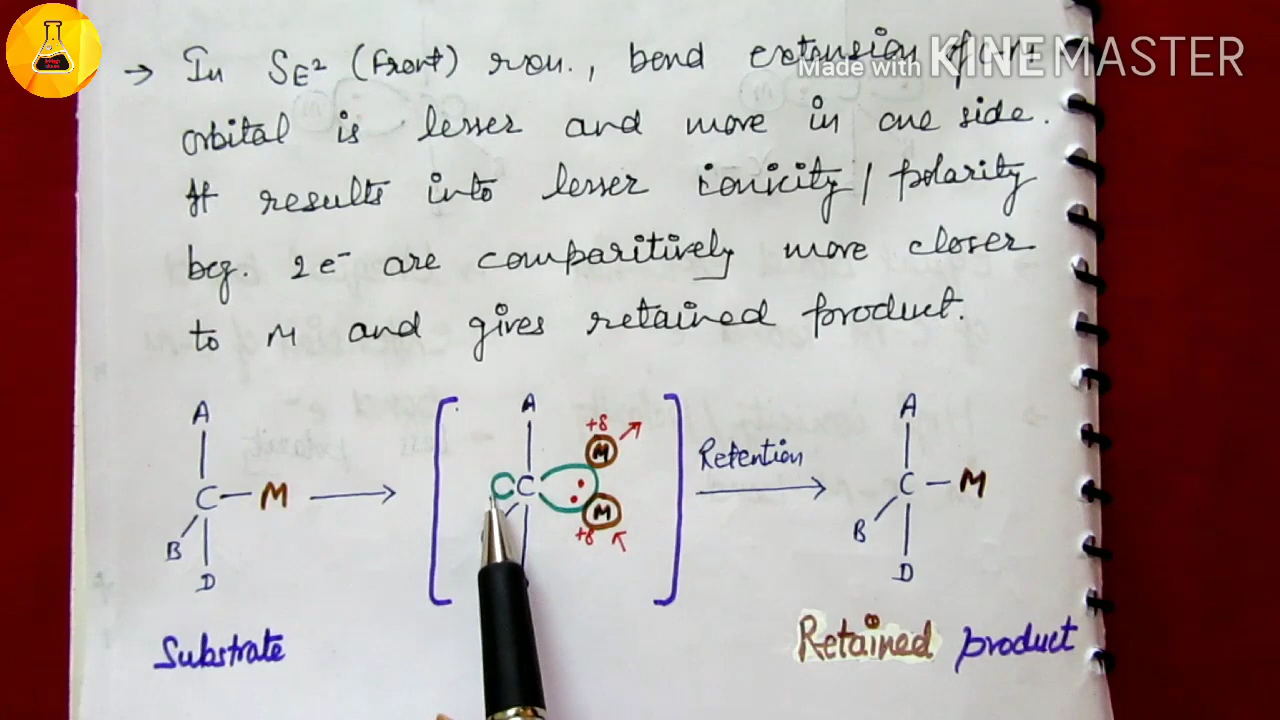 → In SE² (Front) rxn., bond extension of C-M
orbital is lesser and more in one side.
It results into lesser ionicity/polarity
bcz. 2e⁻ are comparitively more closer
to M and gives retained product.
Made with KINEMASTER
A A A
+δ M
C – M → C M Retention → C – M
+δ
B B
D D
Substrate Retained product